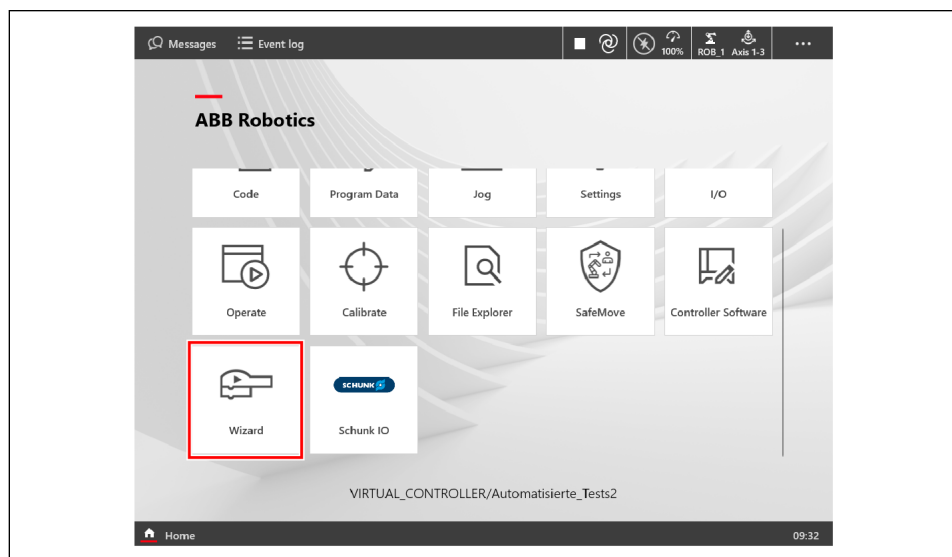 Messages Event log 100% ROB_1 Axis 1-3 ...
ABB Robotics
Code Program Data Jog Settings I/O
Operate Calibrate File Explorer SafeMove Controller Software
SCHUNK
Wizard Schunk IO
VIRTUAL_CONTROLLER/Automatisierte_Tests2
Home 09:32